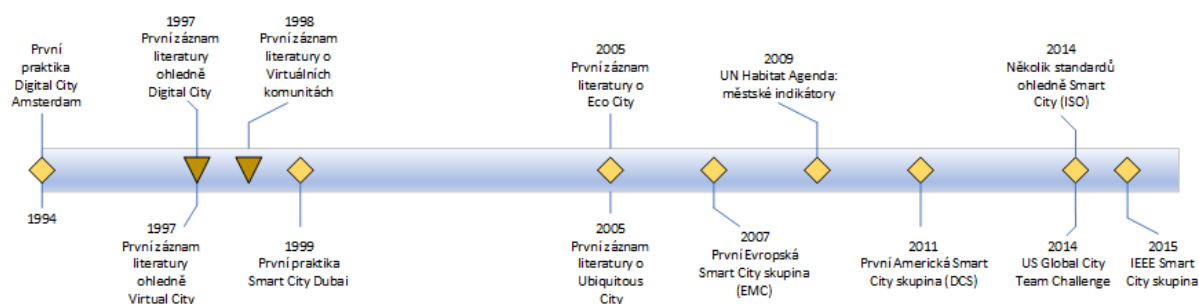 První
praktika
Digital City
Amsterdam
1997
První záznam
literatury
ohledně
Digital City
1998
První záznam
literatury o
Virtuálních
komunitách
2005
První záznam
literatury o
Eco City
2009
UN Habitat Agenda:
městské indikátory
2014
Několik standardů
ohledně Smart
City (ISO)
1994
1997
První záznam
literatury
ohledně
Virtual City
1999
První praktika
Smart City Dubai
2005
První záznam
literatury o
Ubiquitous
City
2007
První Evropská
Smart City skupina
(EMC)
2011
První Americká Smart
City skupina (DCS)
2014
US Global City
Team Challenge
2015
IEEE Smart
City skupina